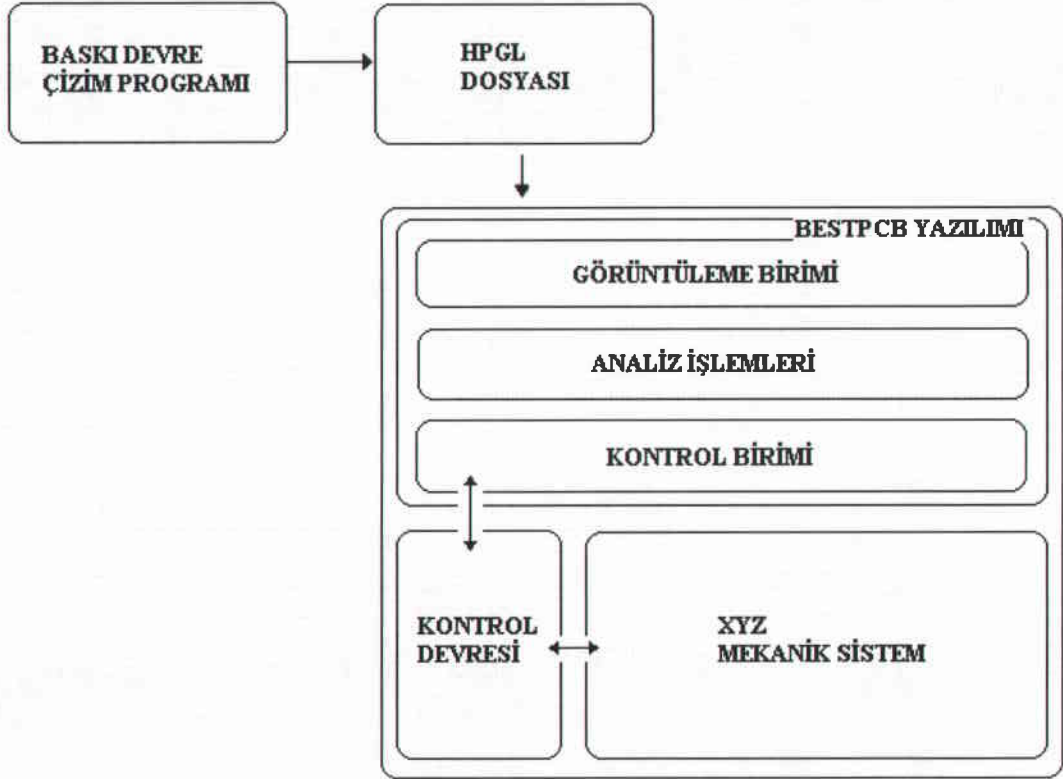 BASKI DEVRE
ÇİZİM PROGRAMI
HPGL
DOSYASI
BESTPCB YAZILIMI
GÖRÜNTÜLEME BİRİMİ
ANALİZ İŞLEMLERİ
KONTROL BİRİMİ
KONTROL
DEVRESİ
XYZ
MEKANİK SİSTEM